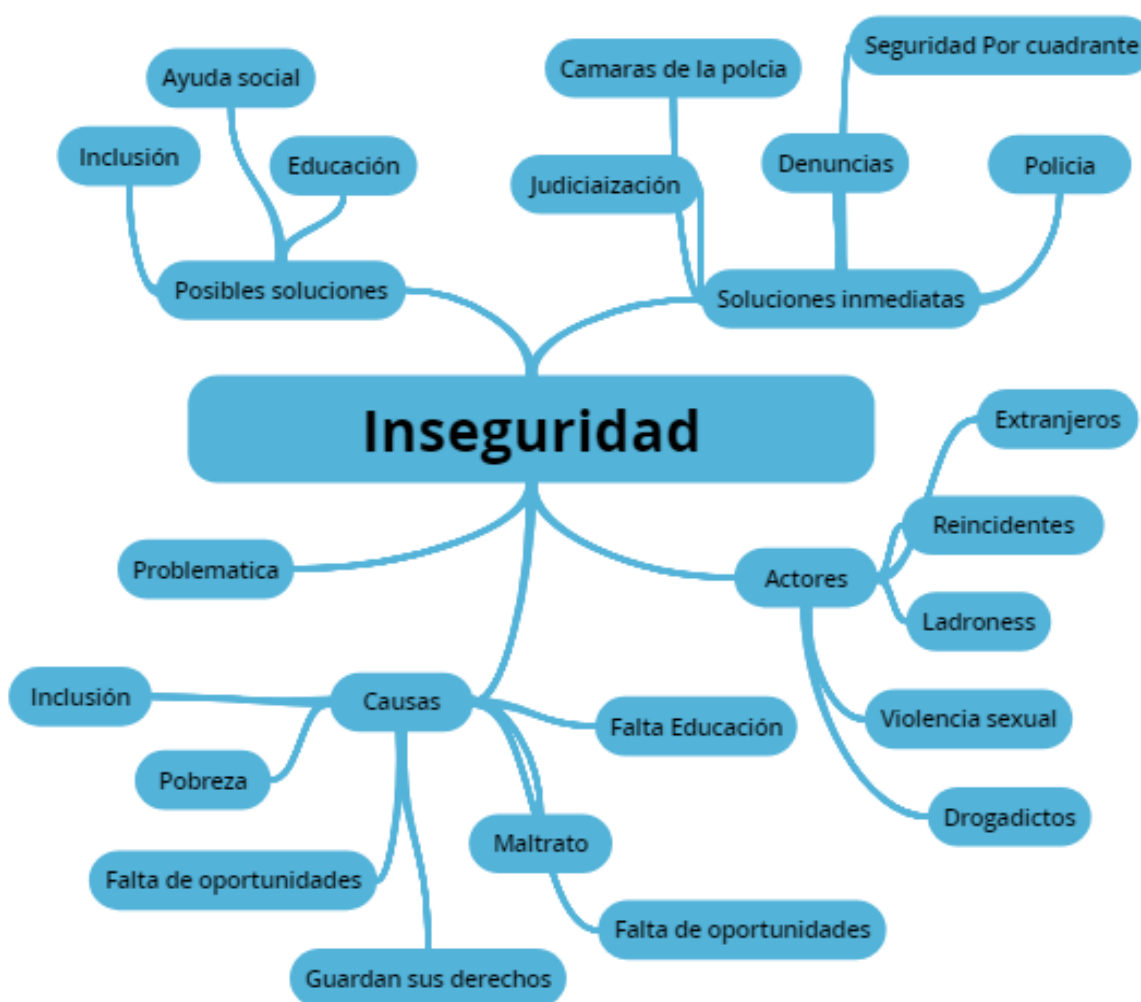 Seguridad Por cuadrante
Camaras de la polcia
Ayuda social
Inclusión
Educación
Denuncias
Policia
Judiciaización
Posibles soluciones
Soluciones inmediatas
Inseguridad
Extranjeros
Reincidentes
Problematica
Actores
Ladroness
Inclusión
Causas
Violencia sexual
Falta Educación
Pobreza
Drogadictos
Maltrato
Falta de oportunidades
Falta de oportunidades
Guardan sus derechos